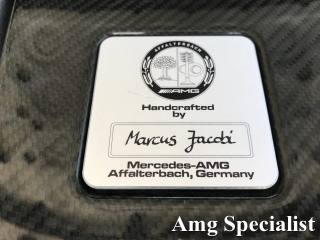 AFFALTERBACH
AMG
Handcrafted
by
Marcus Jacobi
Mercedes-AMG
Affalterbach, Germany
Amg Specialist